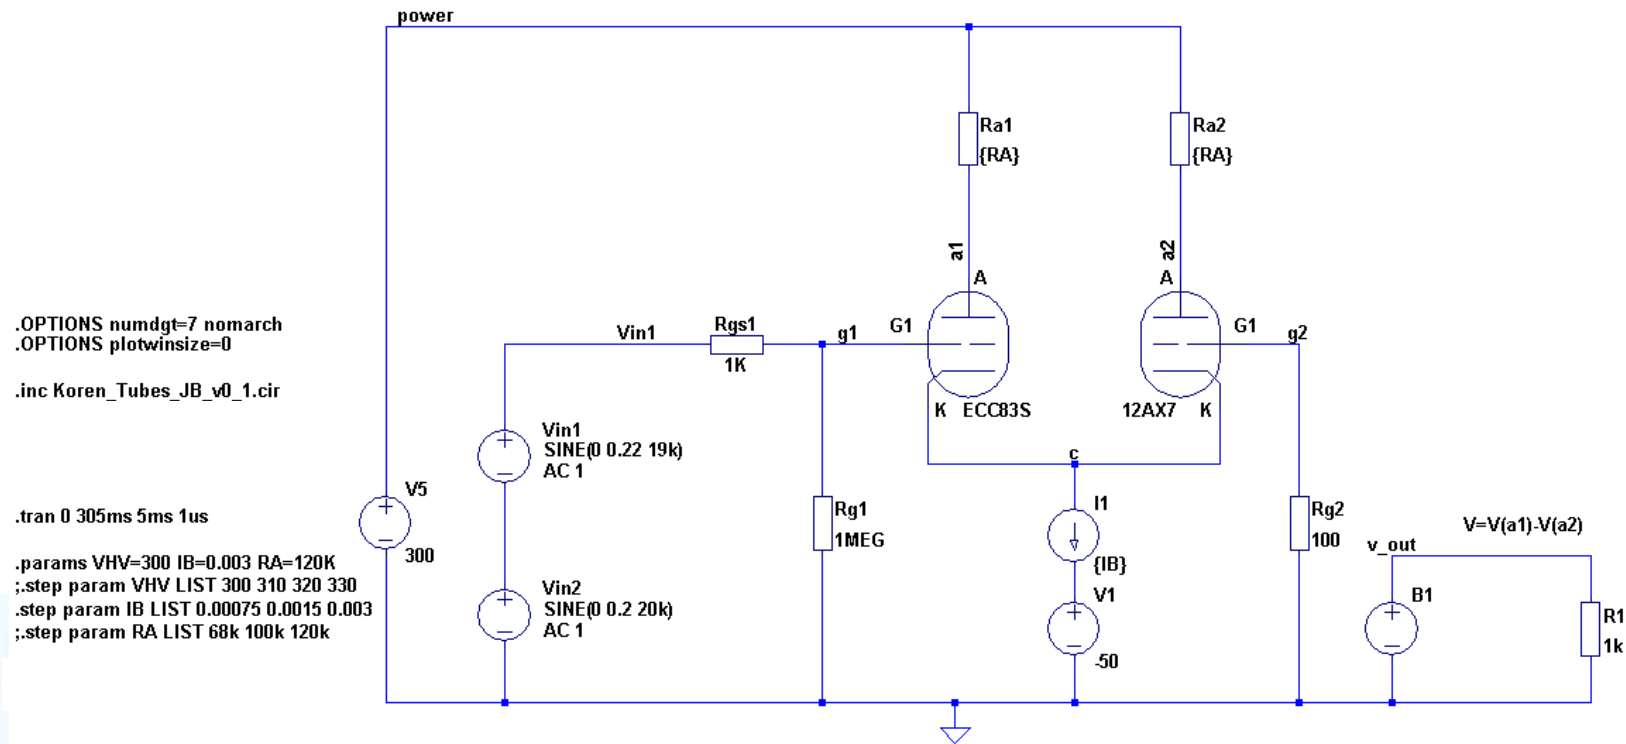 power
Ra1
{RA}
Ra2
{RA}
a1
a2
A
A
.OPTIONS numdgt=7 nomarch
.OPTIONS plotwinsize=0
.inc Koren_Tubes_JB_v0_1.cir
Vin1
Rgs1
1K
g1
G1
G1
g2
K
ECC83S
12AX7
K
Vin1
SINE(0 0.22 19k)
AC 1
c
V5
300
.tran 0 305ms 5ms 1us
.params VHV=300 IB=0.003 RA=120K
;.step param VHV LIST 300 310 320 330
.step param IB LIST 0.00075 0.0015 0.003
;.step param RA LIST 68k 100k 120k
Rg1
1MEG
I1
{IB}
Rg2
100
V=V(a1)-V(a2)
v_out
Vin2
SINE(0 0.2 20k)
AC 1
V1
-50
B1
R1
1k